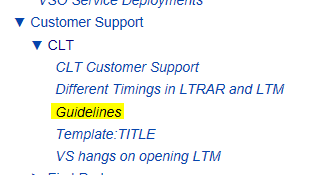 VSO Service Deployments
▼ Customer Support
▼ CLT
CLT Customer Support
Different Timings in LTRAR and LTM
Guidelines
Template:TITLE
VS hangs on opening LTM